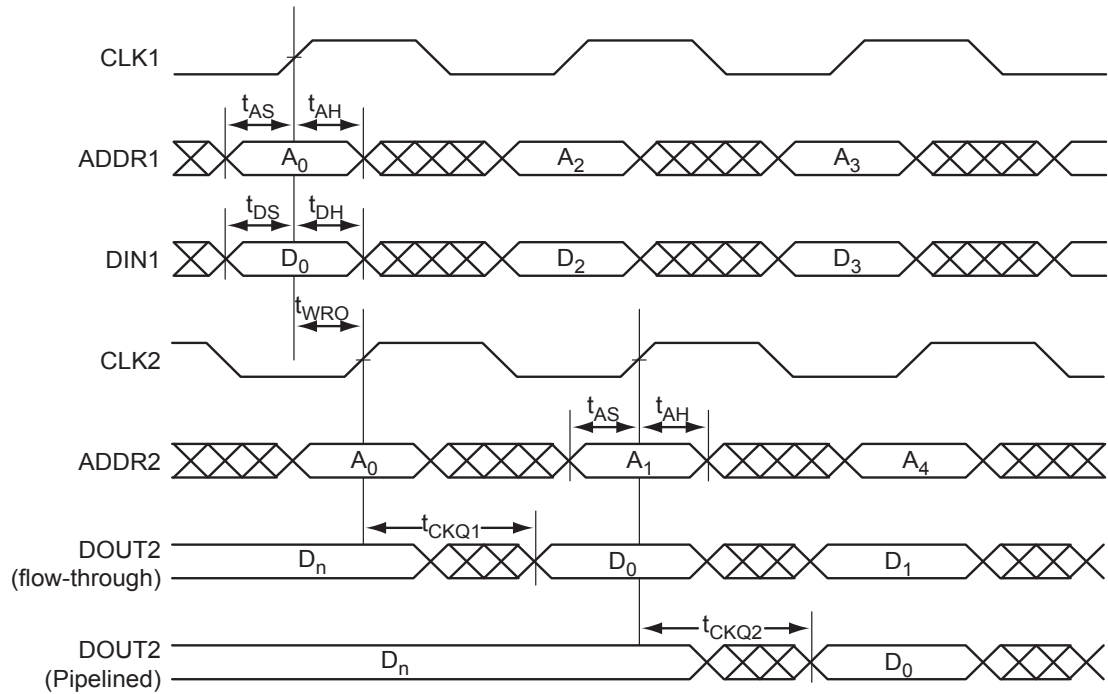 CLK1
tAS tAH
ADDR1 A0 A2 A3
tDS tDH
DIN1 D0 D2 D3
tWRO
CLK2
tAS tAH
ADDR2 A0 A1 A4
tCKQ1
DOUT2
(flow-through) Dn D0 D1
tCKQ2
DOUT2
(Pipelined) Dn D0